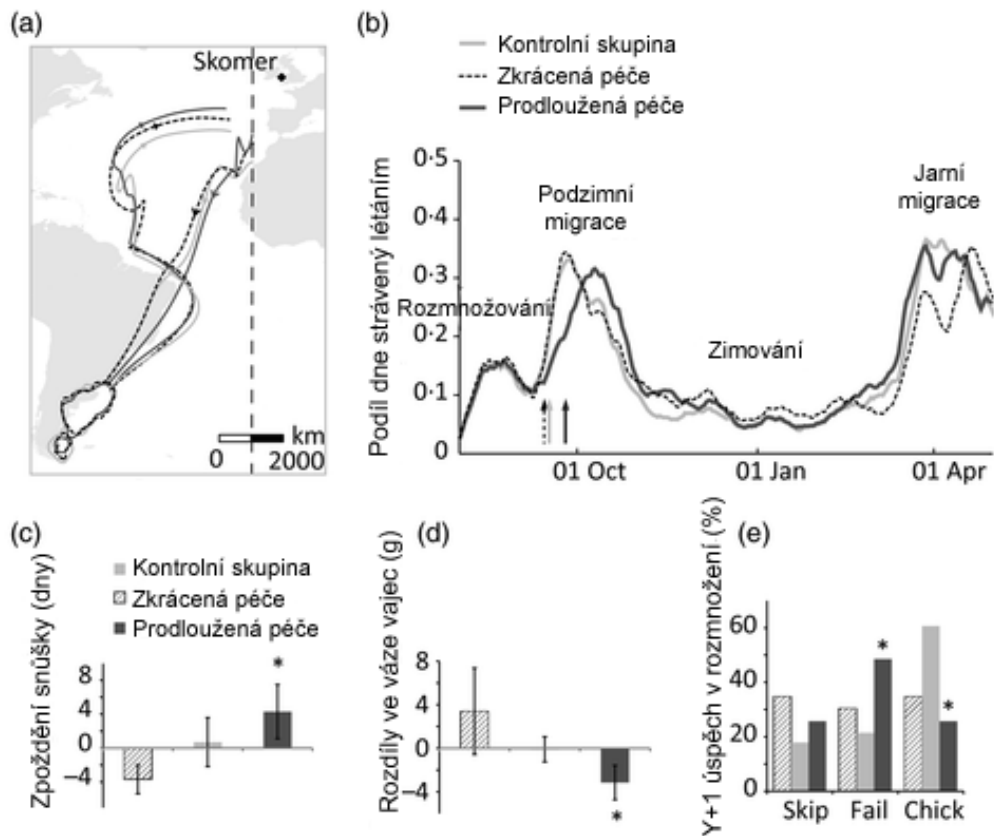 (a)
Skomer
km
0 2000
(b)
Kontrolní skupina
Zkrácená péče
Prodloužená péče
Podíl dne strávený létáním
0·5
0·4
0·3
0·2
0·1
0
Podzimní
migrace
Jarní
migrace
Rozmnožování
Zimování
01 Oct 01 Jan 01 Apr
(c)
Kontrolní skupina
Zkrácená péče
Prodloužená péče
Zpoždění snůšky (dny)
8
4
0
–4
*
(d)
Rozdíly ve váze vajec (g)
8
4
0
–4
*
(e)
Y+1 úspěch v rozmnožení (%)
60
40
20
0
*
*
Skip Fail Chick